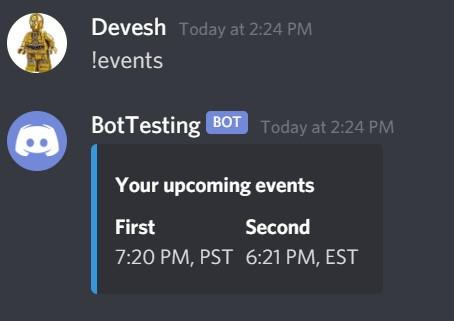 Devesh Today at 2:24 PM
!events
BotTesting BOT Today at 2:24 PM
Your upcoming events
First Second
7:20 PM, PST 6:21 PM, EST